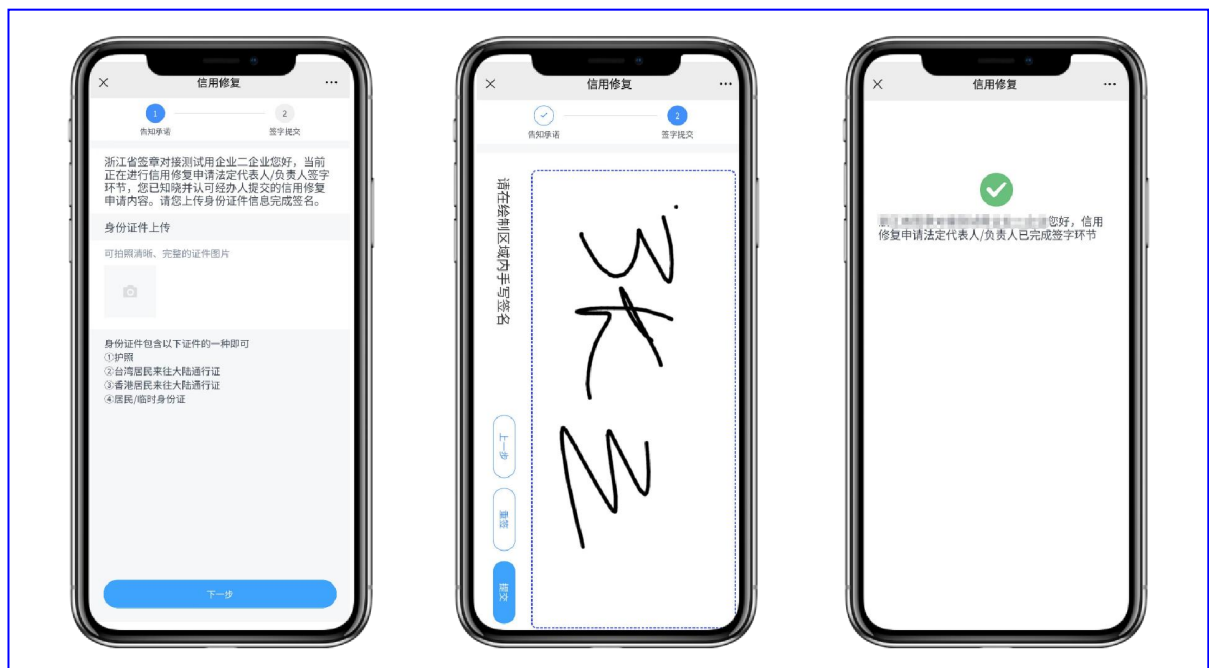 信用修复
1
2
告知承诺
签字提交
浙江省签章对接测试用企业二企业您好，当前
正在进行信用修复申请法定代表人/负责人签字
环节，您已知晓并认可经办人提交的信用修复
申请内容。请您上传身份证件信息完成签名。
身份证件上传
可拍照清晰、完整的证件图片
身份证件包含以下证件的一种即可
①护照
②台湾居民来往大陆通行证
③香港居民来往大陆通行证
④居民/临时身份证
下一步
信用修复
2
告知承诺
签字提交
请在绘制区域内手写签名
上一步
重签
提交
信用修复
您好，信用
修复申请法定代表人/负责人已完成签字环节